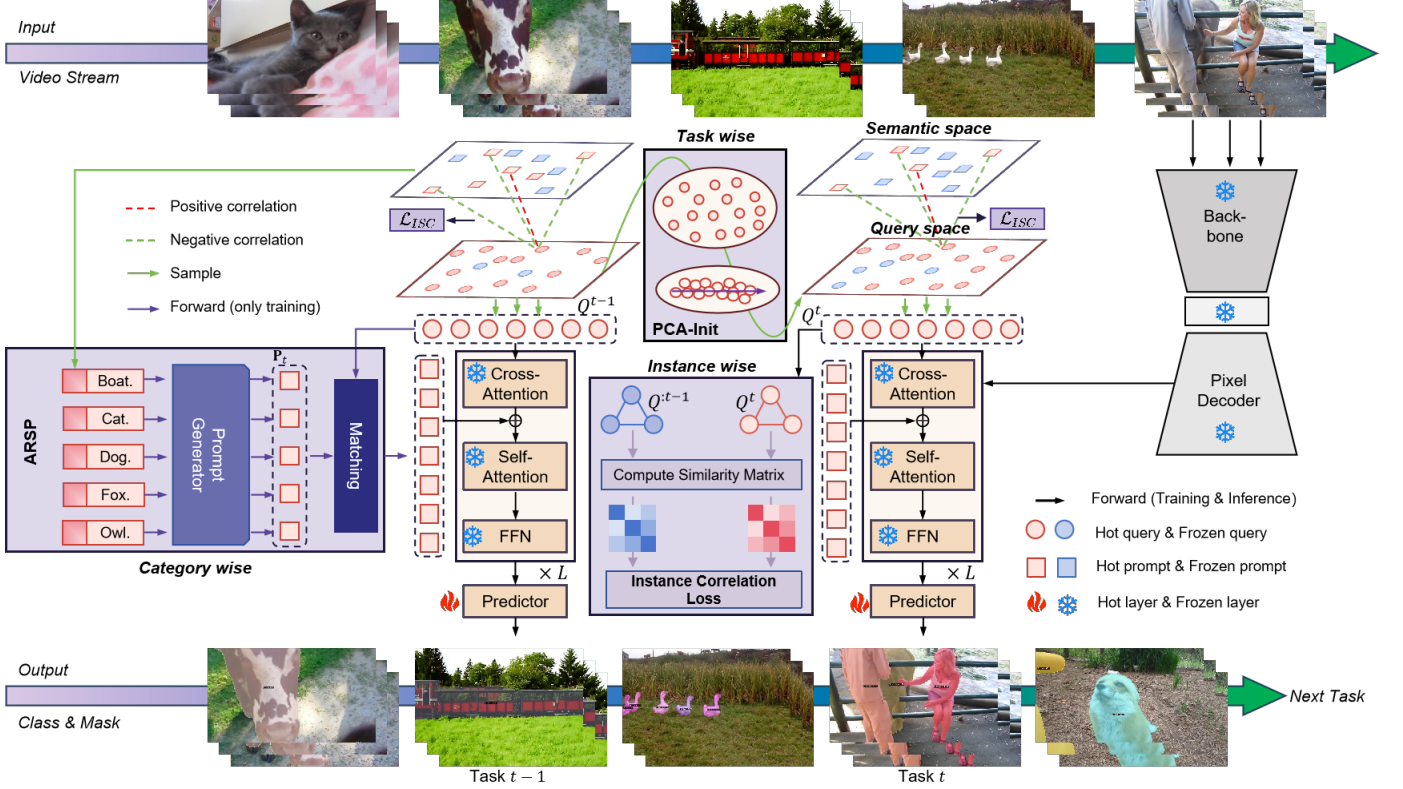 Input
Video Stream
Task wise
Semantic space
Positive correlation
Negative correlation
Sample
Forward (only training)
ℒ_{ISC}
ℒ_{ISC}
Query space
Q^{t−1}
Q^{t}
PCA-Init
Back-
bone
Pixel
Decoder
ARSP
Boat.
Cat.
Dog.
Fox.
Owl.
Prompt
Generator
P_t
Matching
Category wise
Cross-
Attention
Self-
Attention
FFN
× L
Predictor
Instance wise
Q^{:t−1}
Q^{t}
Compute Similarity Matrix
Instance Correlation
Loss
Cross-
Attention
Self-
Attention
FFN
× L
Predictor
Forward (Training & Inference)
Hot query & Frozen query
Hot prompt & Frozen prompt
Hot layer & Frozen layer
Output
Class & Mask
Next Task
Task t − 1
Task t